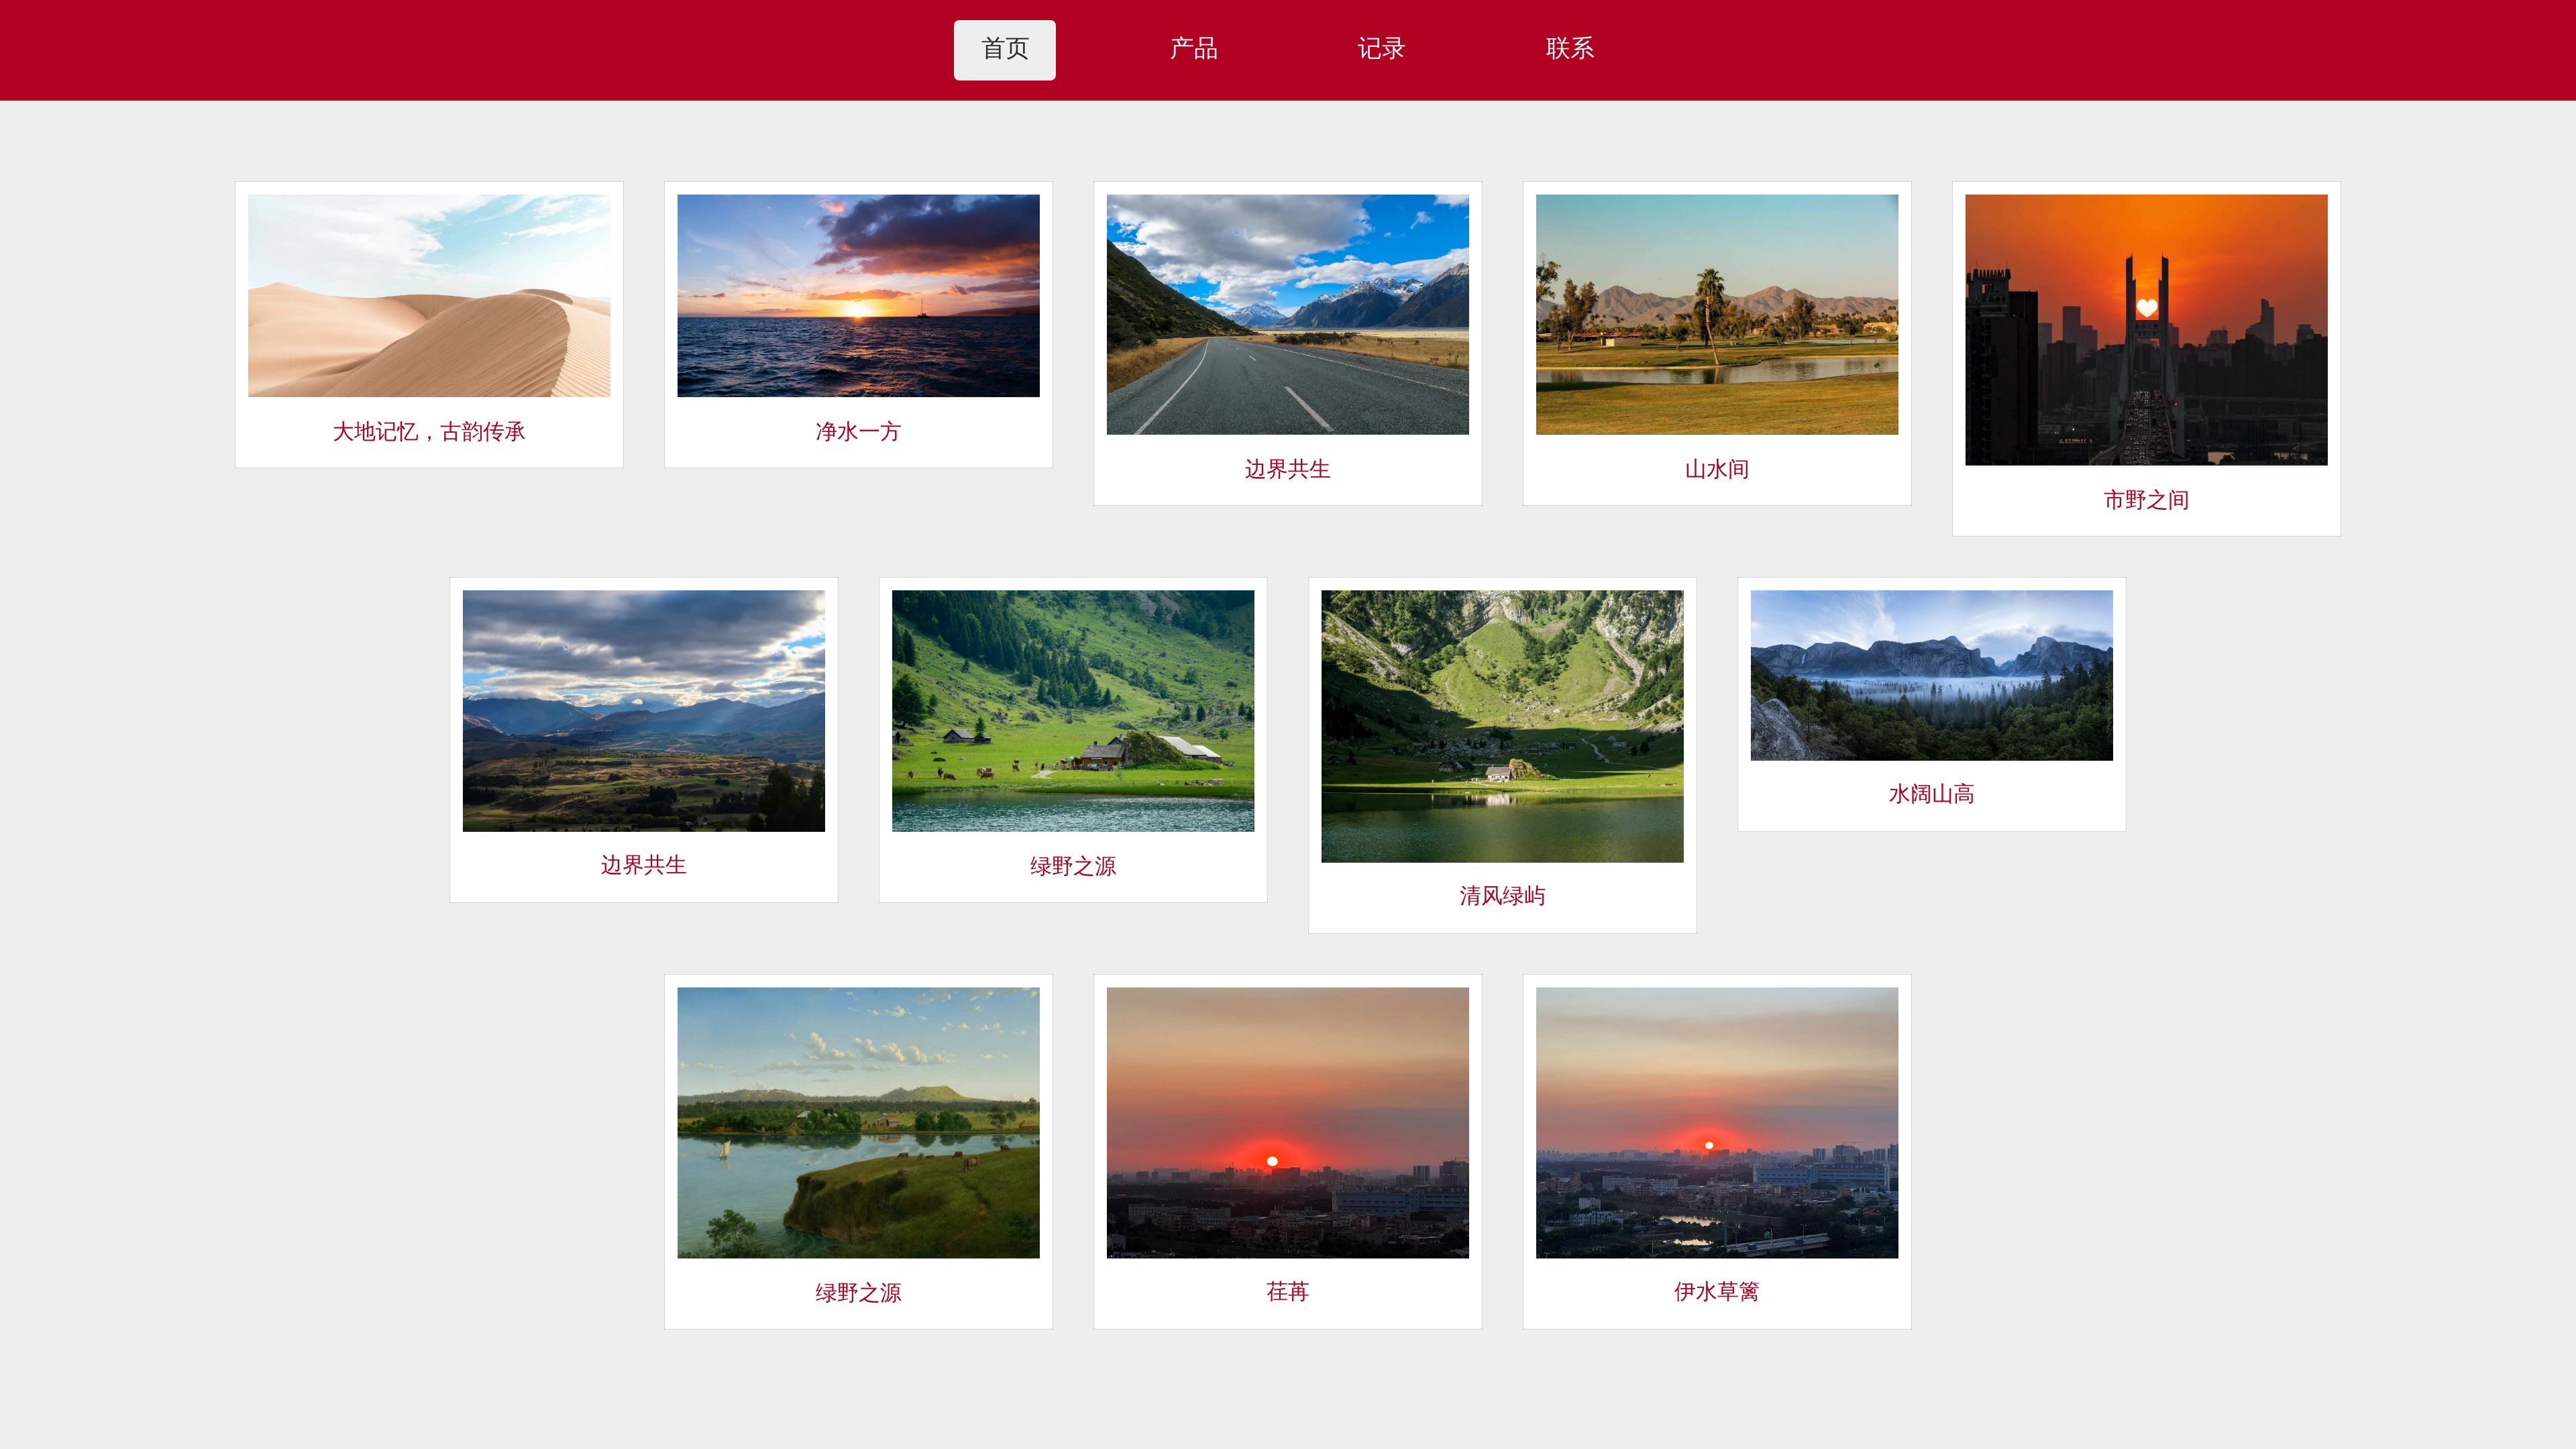 首页
产品
记录
联系
大地记忆，古韵传承
净水一方
边界共生
山水间
市野之间
边界共生
绿野之源
清风绿屿
水阔山高
绿野之源
荏苒
伊水草篱